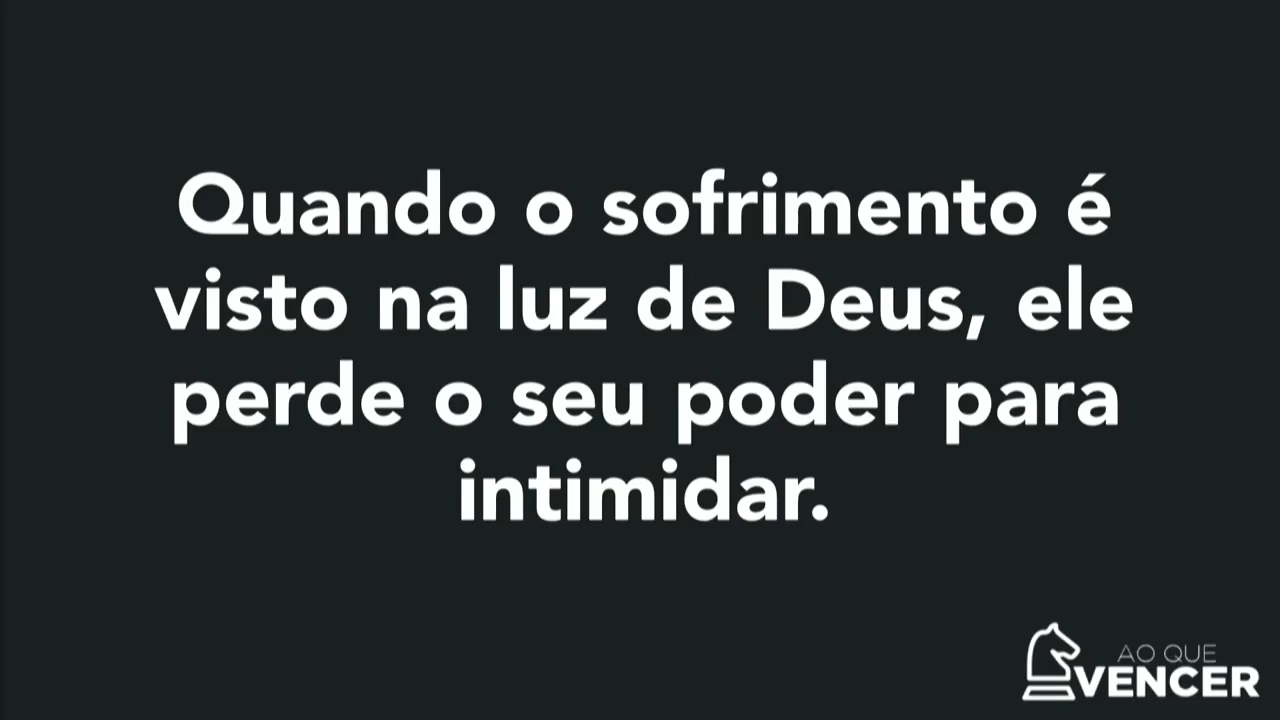 Quando o sofrimento é
visto na luz de Deus, ele
perde o seu poder para
intimidar.
AO QUE
VENCER